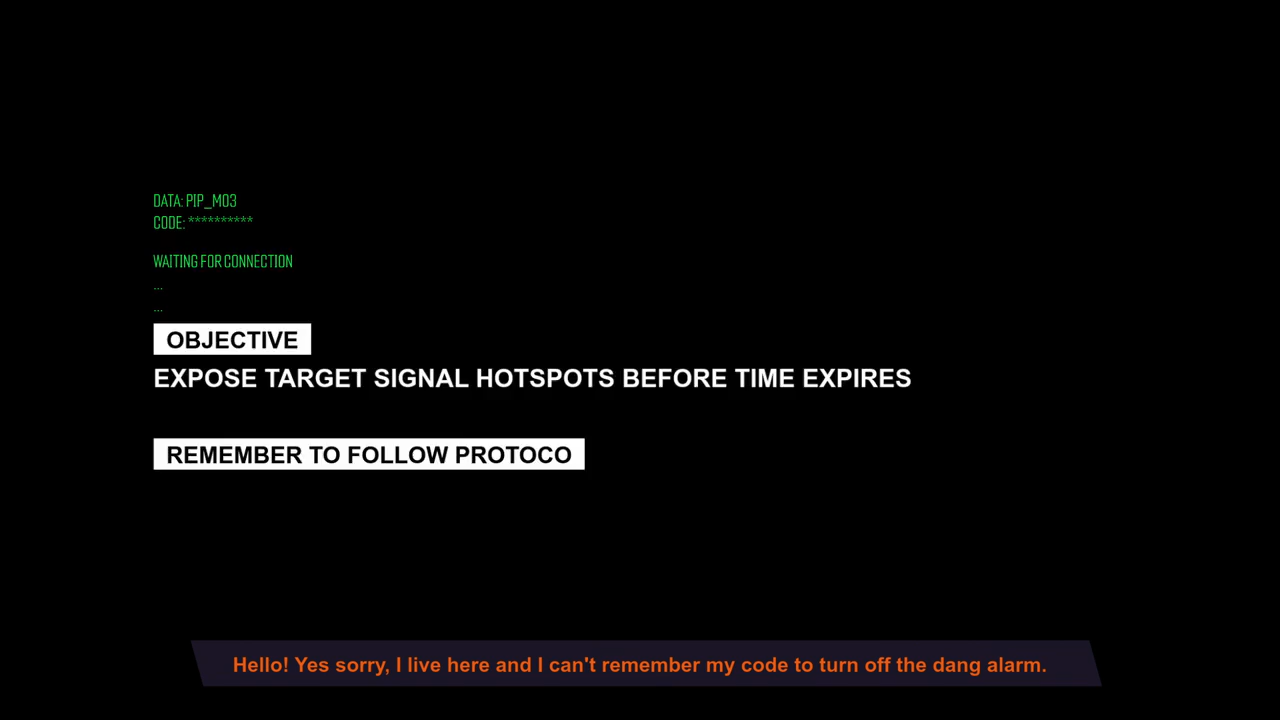 DATA: PIP_M03
CODE: **********
WAITING FOR CONNECTION
...
...
OBJECTIVE
EXPOSE TARGET SIGNAL HOTSPOTS BEFORE TIME EXPIRES
REMEMBER TO FOLLOW PROTOCO
Hello! Yes sorry, I live here and I can't remember my code to turn off the dang alarm.